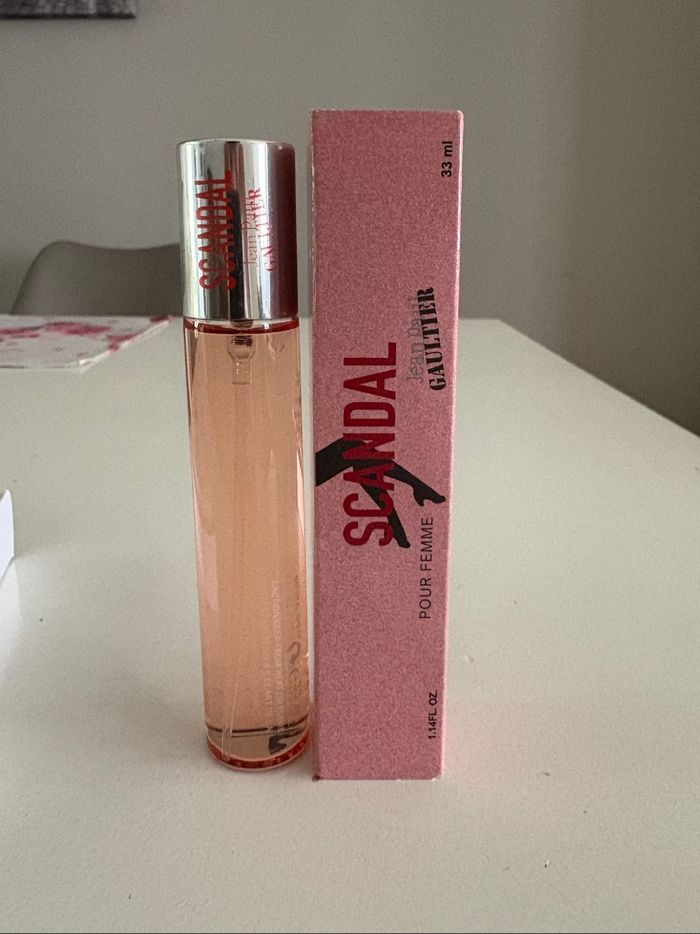 SCANDAL
Jean Paul
GAULTIER
33 ml
SCANDAL
Jean Paul
GAULTIER
POUR FEMME
1.14FL. OZ.